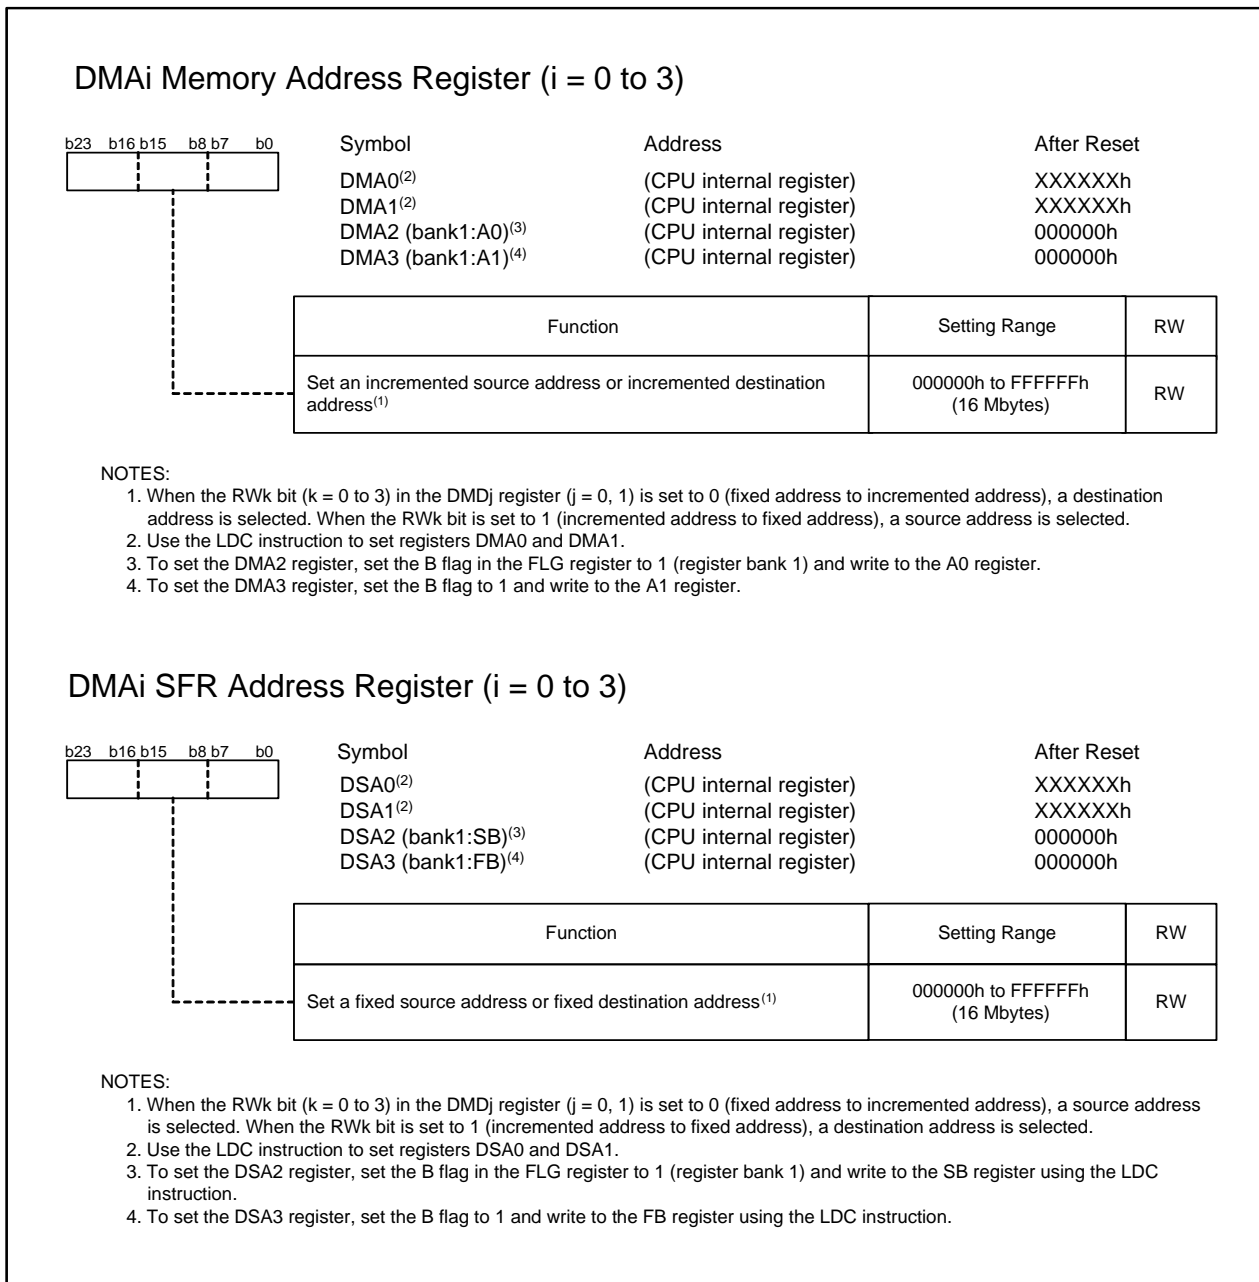 DMAi Memory Address Register (i = 0 to 3)
b23 b16 b15 b8 b7 b0
Symbol Address After Reset
DMA0(2) (CPU internal register) XXXXXXh
DMA1(2) (CPU internal register) XXXXXXh
DMA2 (bank1:A0)(3) (CPU internal register) 000000h
DMA3 (bank1:A1)(4) (CPU internal register) 000000h
Function Setting Range RW
Set an incremented source address or incremented destination
address(1)
000000h to FFFFFFh
(16 Mbytes)
RW
NOTES:
1. When the RWk bit (k = 0 to 3) in the DMDj register (j = 0, 1) is set to 0 (fixed address to incremented address), a destination
address is selected. When the RWk bit is set to 1 (incremented address to fixed address), a source address is selected.
2. Use the LDC instruction to set registers DMA0 and DMA1.
3. To set the DMA2 register, set the B flag in the FLG register to 1 (register bank 1) and write to the A0 register.
4. To set the DMA3 register, set the B flag to 1 and write to the A1 register.
DMAi SFR Address Register (i = 0 to 3)
b23 b16 b15 b8 b7 b0
Symbol Address After Reset
DSA0(2) (CPU internal register) XXXXXXh
DSA1(2) (CPU internal register) XXXXXXh
DSA2 (bank1:SB)(3) (CPU internal register) 000000h
DSA3 (bank1:FB)(4) (CPU internal register) 000000h
Function Setting Range RW
Set a fixed source address or fixed destination address(1)
000000h to FFFFFFh
(16 Mbytes)
RW
NOTES:
1. When the RWk bit (k = 0 to 3) in the DMDj register (j = 0, 1) is set to 0 (fixed address to incremented address), a source address
is selected. When the RWk bit is set to 1 (incremented address to fixed address), a destination address is selected.
2. Use the LDC instruction to set registers DSA0 and DSA1.
3. To set the DSA2 register, set the B flag in the FLG register to 1 (register bank 1) and write to the SB register using the LDC
instruction.
4. To set the DSA3 register, set the B flag to 1 and write to the FB register using the LDC instruction.